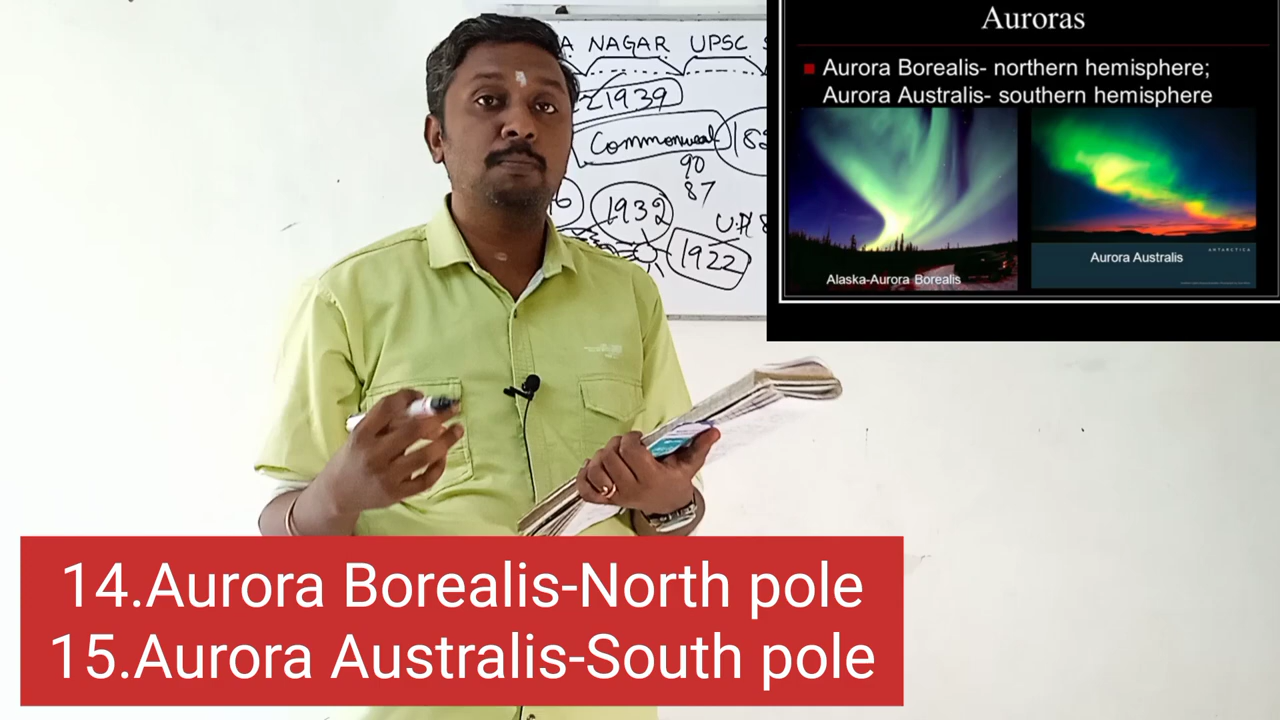 A NAGAR UPSC
1939
Commonweal
90
87
1932
1922
Auroras
Aurora Borealis- northern hemisphere;
Aurora Australis- southern hemisphere
Alaska-Aurora Borealis
ANTARCTICA
Aurora Australis
14.Aurora Borealis-North pole
15.Aurora Australis-South pole